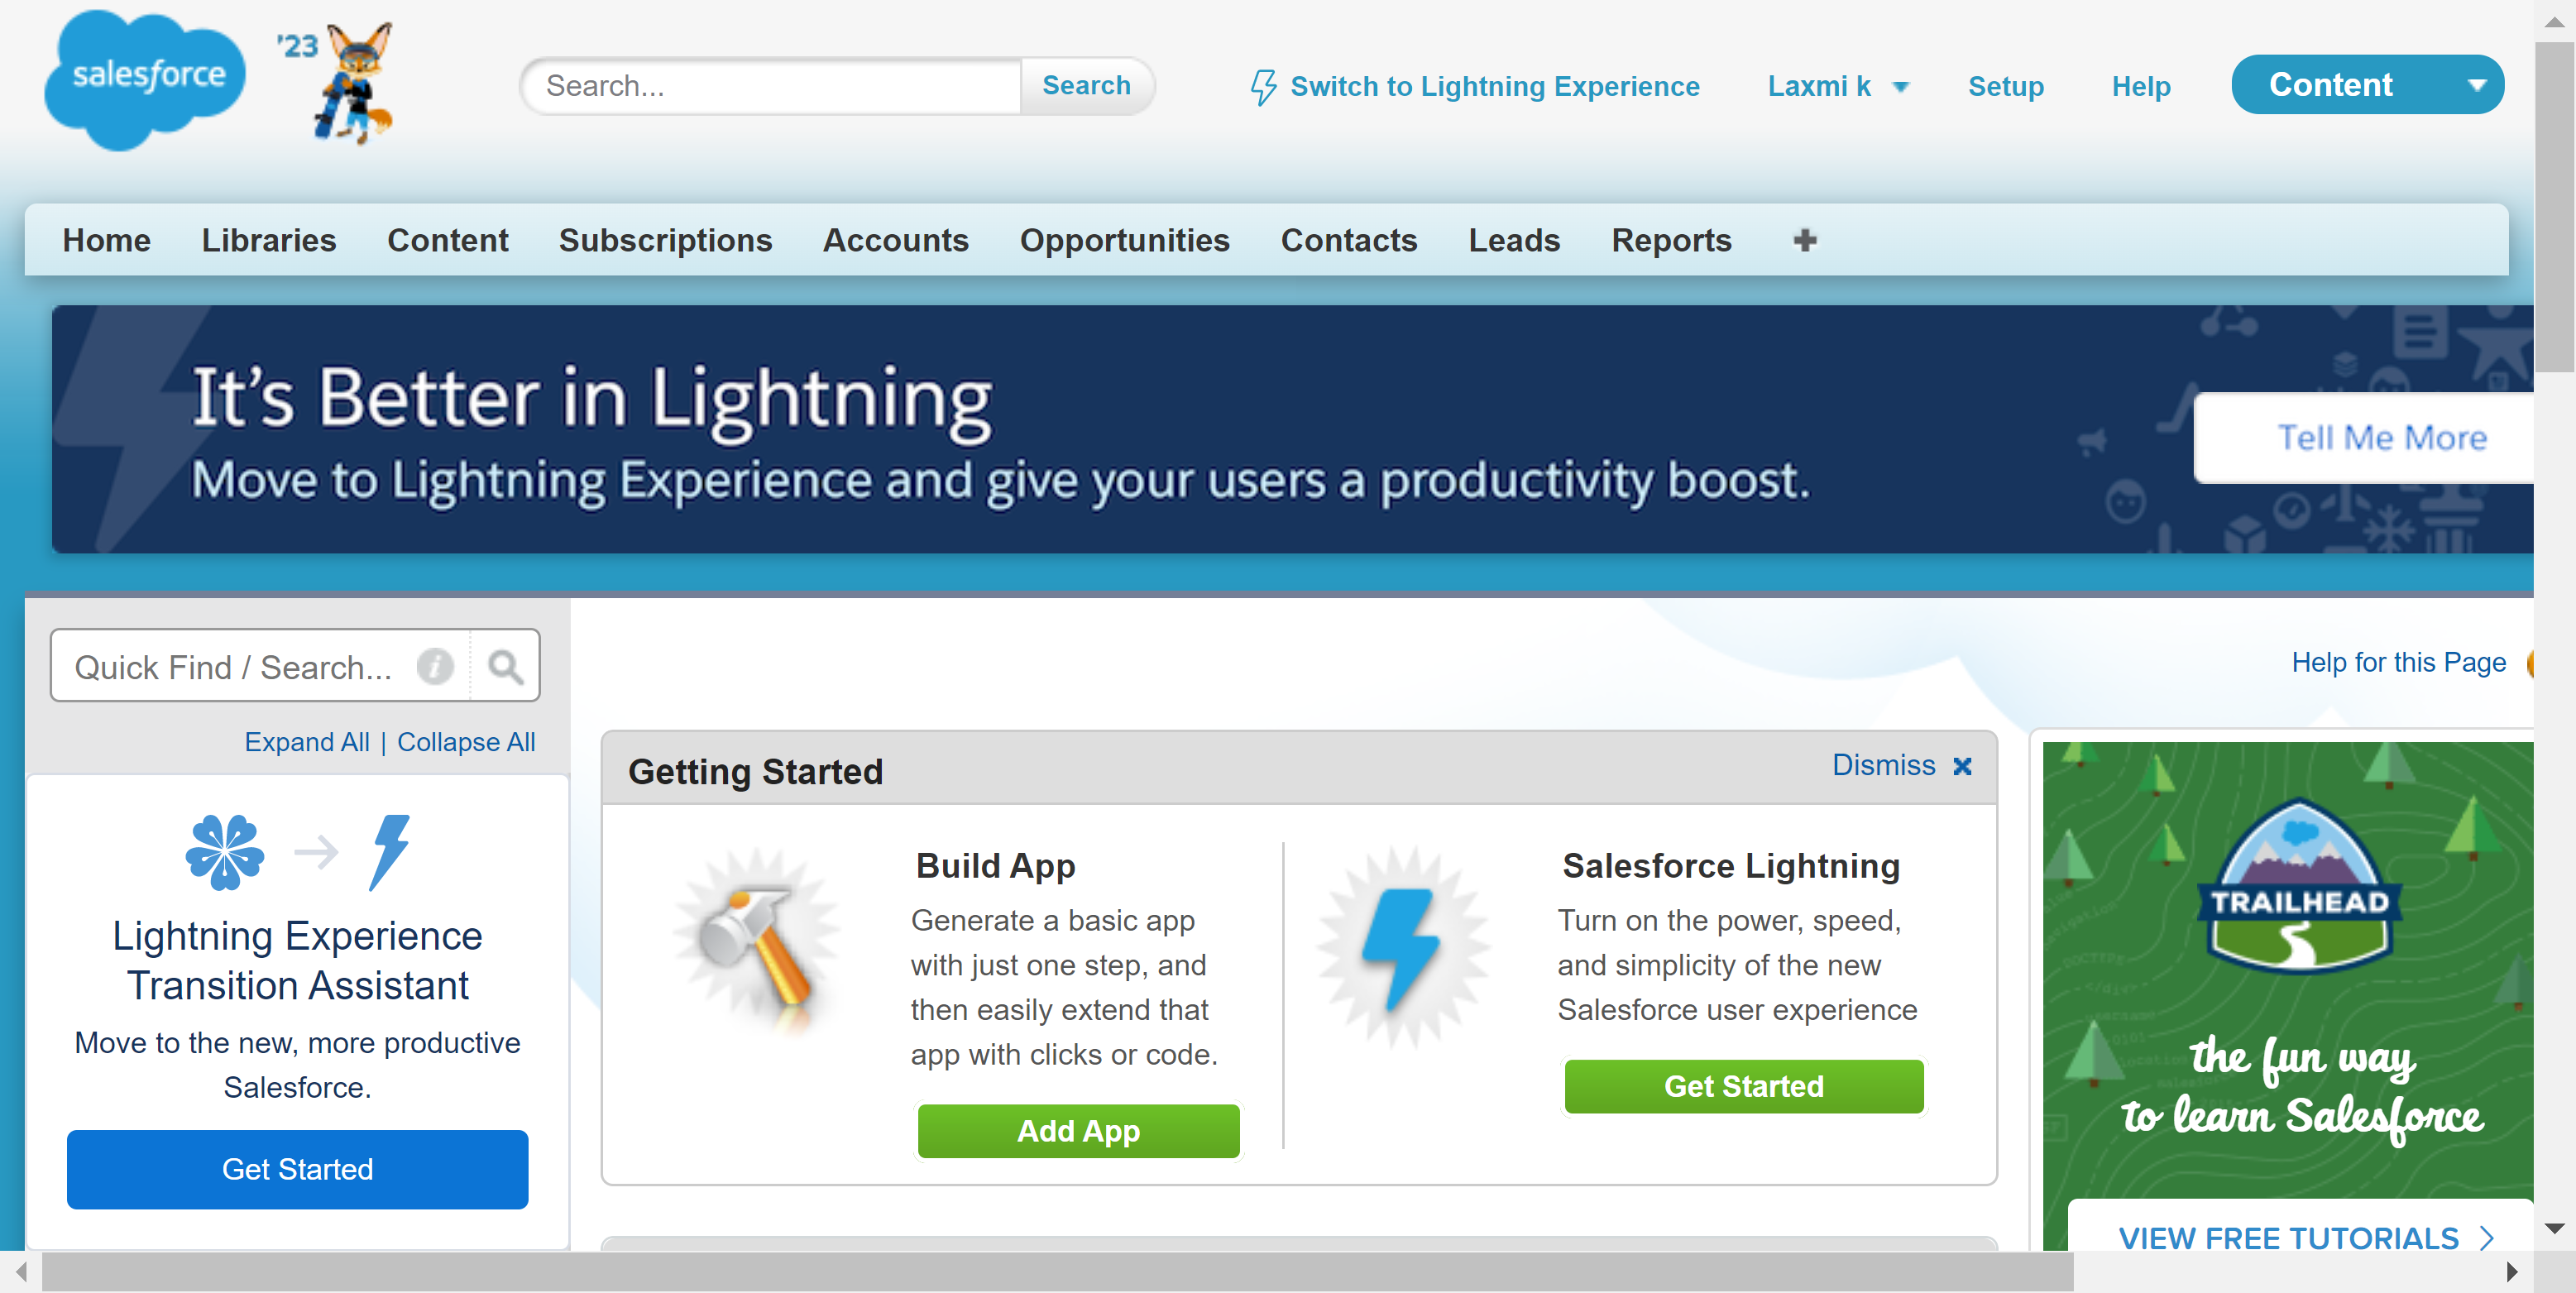 salesforce
'23
Search...
Search
Switch to Lightning Experience
Laxmi k
Setup
Help
Content
Home
Libraries
Content
Subscriptions
Accounts
Opportunities
Contacts
Leads
Reports
It's Better in Lightning
Move to Lightning Experience and give your users a productivity boost.
Tell Me More
Quick Find / Search...
Expand All | Collapse All
Lightning Experience
Transition Assistant
Move to the new, more productive
Salesforce.
Get Started
Help for this Page
Getting Started
Dismiss
Build App
Generate a basic app
with just one step, and
then easily extend that
app with clicks or code.
Add App
Salesforce Lightning
Turn on the power, speed,
and simplicity of the new
Salesforce user experience
Get Started
TRAILHEAD
the fun way
to learn Salesforce
VIEW FREE TUTORIALS